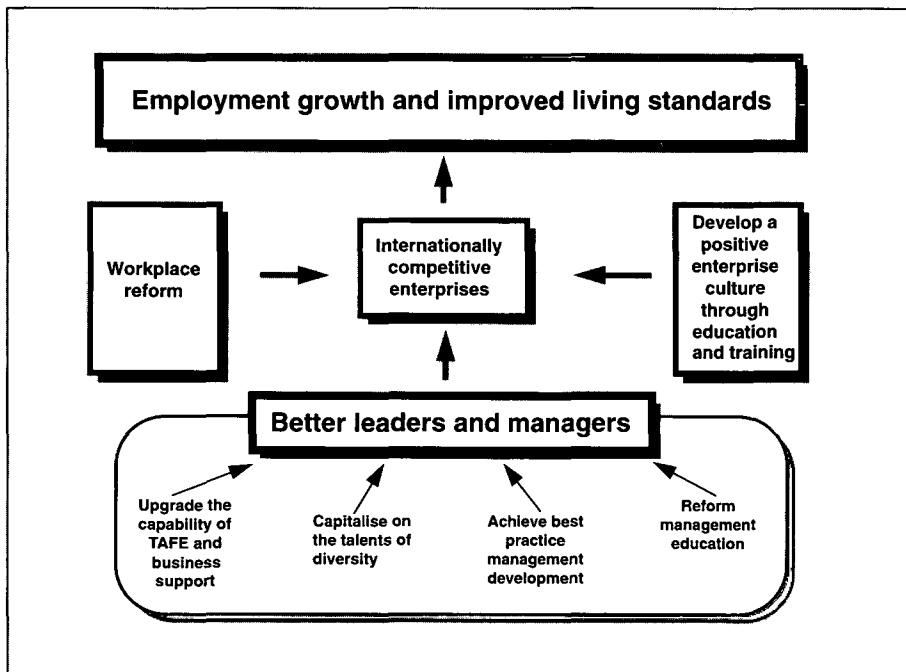 Employment growth and improved living standards
Workplace
reform
Internationally
competitive
enterprises
Develop a
positive
enterprise
culture
through
education
and training
Better leaders and managers
Upgrade the
capability of
TAFE and
business
support
Capitalise on
the talents of
diversity
Achieve best
practice
management
development
Reform
management
education